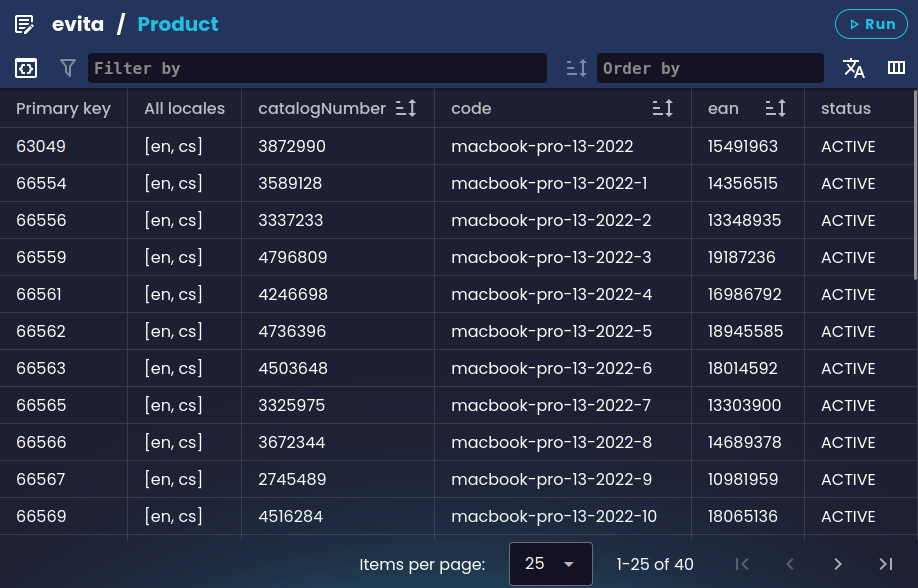 evita / Product Run
Filter by Order by
Primary key All locales catalogNumber code ean status
63049 [en, cs] 3872990 macbook-pro-13-2022 15491963 ACTIVE
66554 [en, cs] 3589128 macbook-pro-13-2022-1 14356515 ACTIVE
66556 [en, cs] 3337233 macbook-pro-13-2022-2 13348935 ACTIVE
66559 [en, cs] 4796809 macbook-pro-13-2022-3 19187236 ACTIVE
66561 [en, cs] 4246698 macbook-pro-13-2022-4 16986792 ACTIVE
66562 [en, cs] 4736396 macbook-pro-13-2022-5 18945585 ACTIVE
66563 [en, cs] 4503648 macbook-pro-13-2022-6 18014592 ACTIVE
66565 [en, cs] 3325975 macbook-pro-13-2022-7 13303900 ACTIVE
66566 [en, cs] 3672344 macbook-pro-13-2022-8 14689378 ACTIVE
66567 [en, cs] 2745489 macbook-pro-13-2022-9 10981959 ACTIVE
66569 [en, cs] 4516284 macbook-pro-13-2022-10 18065136 ACTIVE
Items per page: 25 1-25 of 40